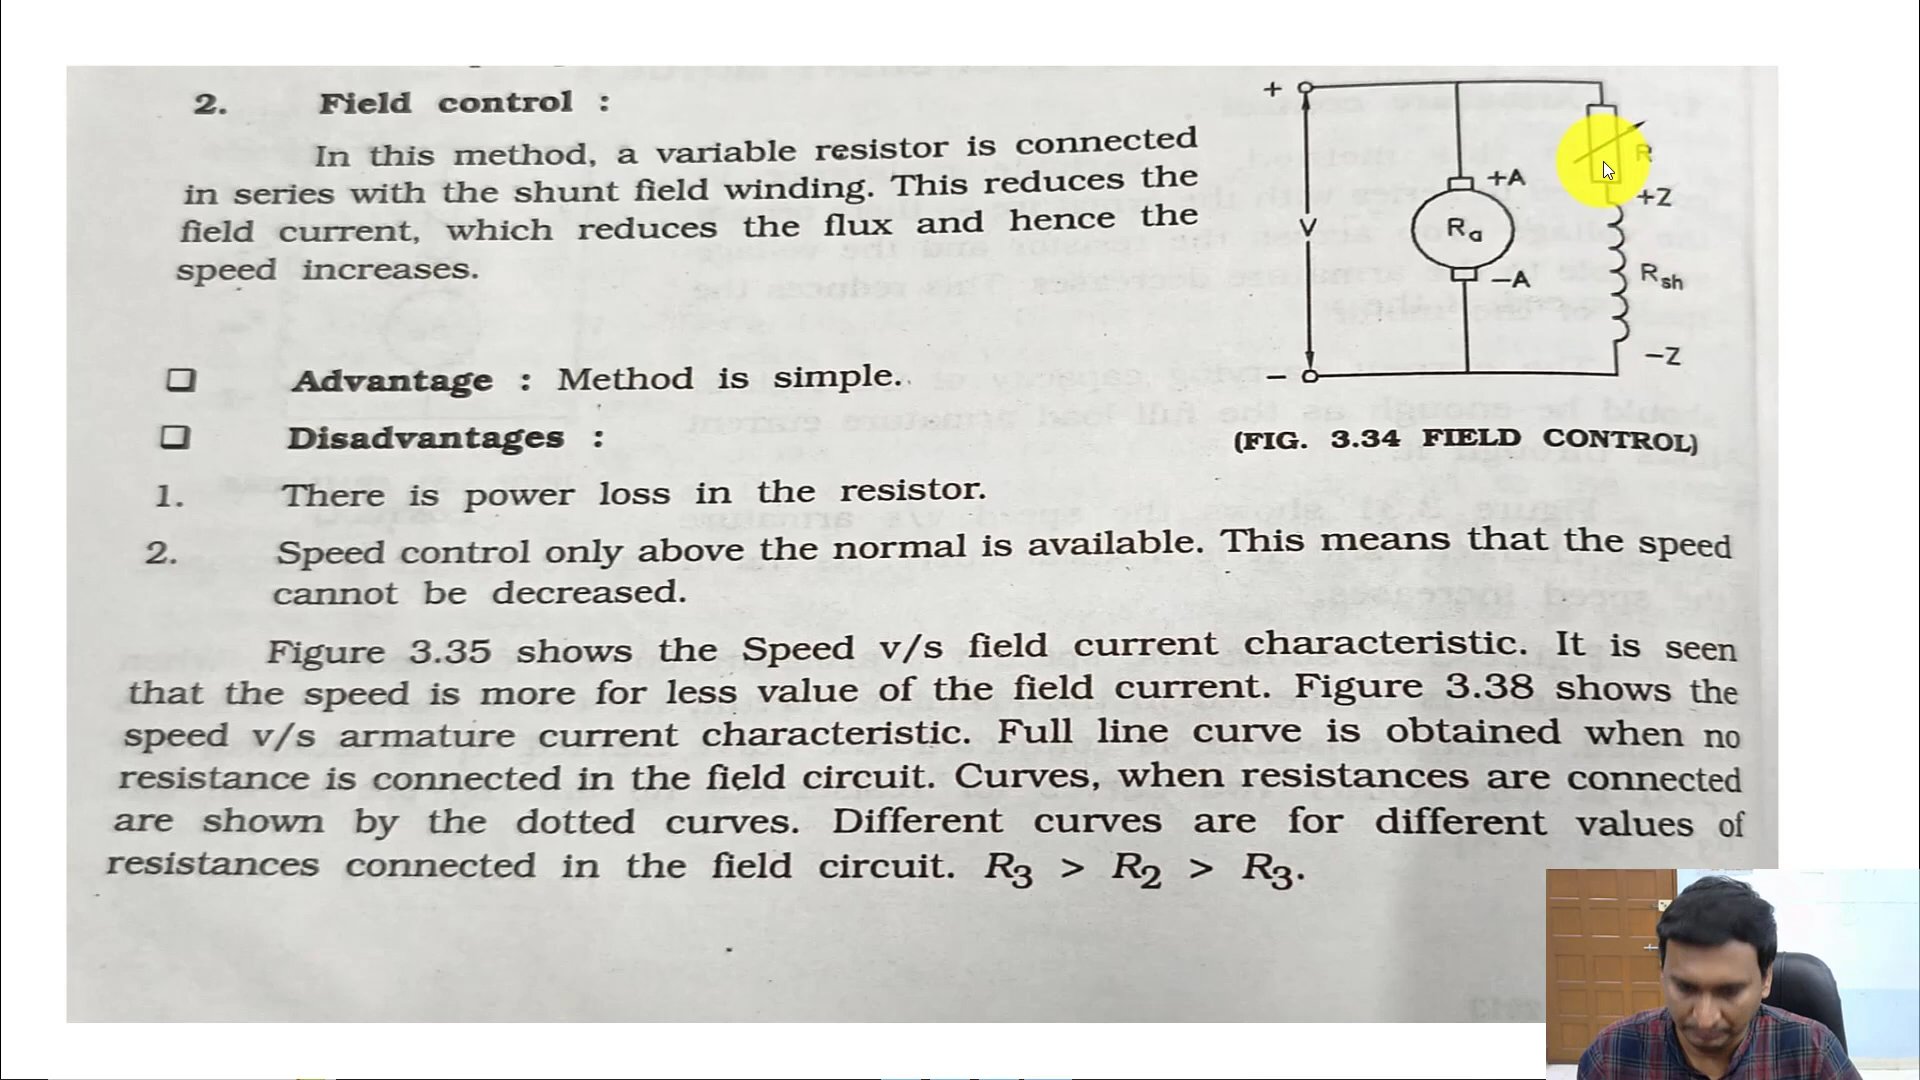 2. Field control :
In this method, a variable resistor is connected
in series with the shunt field winding. This reduces the
field current, which reduces the flux and hence the
speed increases.
+
R
+A
+Z
V
Ra
Rsh
–A
–Z
–
(FIG. 3.34 FIELD CONTROL)
Advantage : Method is simple.
Disadvantages :
1. There is power loss in the resistor.
2. Speed control only above the normal is available. This means that the speed
cannot be decreased.
Figure 3.35 shows the Speed v/s field current characteristic. It is seen
that the speed is more for less value of the field current. Figure 3.38 shows the
speed v/s armature current characteristic. Full line curve is obtained when no
resistance is connected in the field circuit. Curves, when resistances are connected
are shown by the dotted curves. Different curves are for different values of
resistances connected in the field circuit. R3 > R2 > R3.